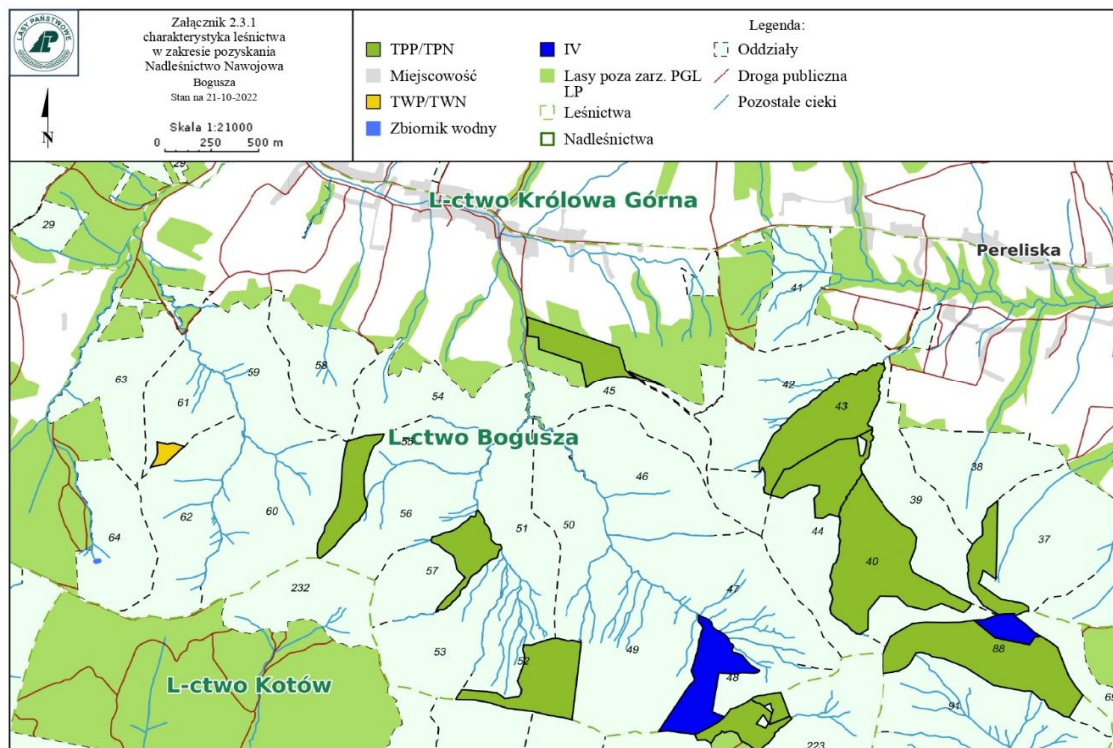 LASY PAŃSTWOWE
Załącznik 2.3.1
charakterystyka leśnictwa
w zakresie pozyskania
Nadleśnictwo Nawojowa
Bogusza
Stan na 21-10-2022
N
Skala 1:21000
0 250 500 m
Legenda:
TPP/TPN
Miejscowość
TWP/TWN
Zbiornik wodny
IV
Lasy poza zarz. PGL
LP
Leśnictwa
Nadleśnictwa
Oddziały
Droga publiczna
Pozostałe cieki
29
29
L-ctwo Królowa Górna
Pereliska
41
63
61
59
58
54
45
42
43
L-ctwo Bogusza
55
38
39
46
62
60
56
51
50
44
64
37
40
57
232
47
53
52
49
48
88
L-ctwo Kotów
91
69
223